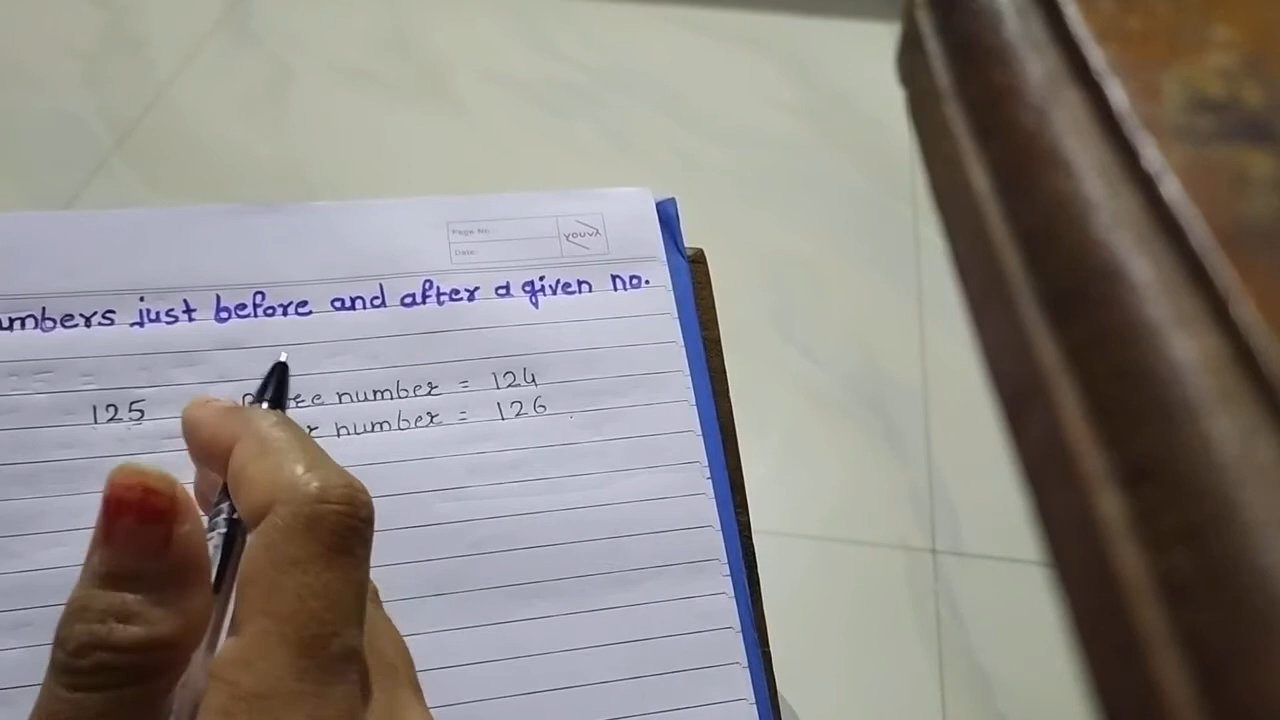 Page No.
Date:
YOUVA
umbers just before and after a given no.
125 number = 124
number = 126